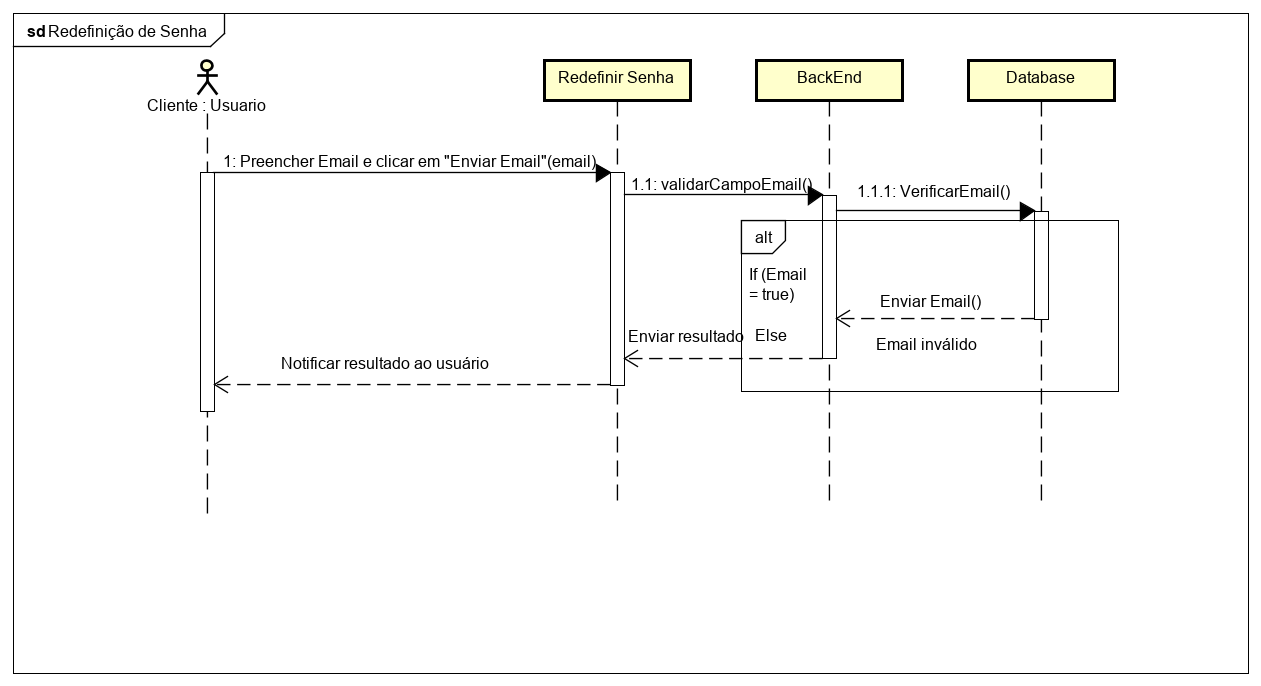 sd Redefinição de Senha
Cliente : Usuario
Redefinir Senha
BackEnd
Database
1: Preencher Email e clicar em "Enviar Email"(email)
1.1: validarCampoEmail()
1.1.1: VerificarEmail()
alt
If (Email
= true)
Enviar Email()
Enviar resultado
Else
Email inválido
Notificar resultado ao usuário